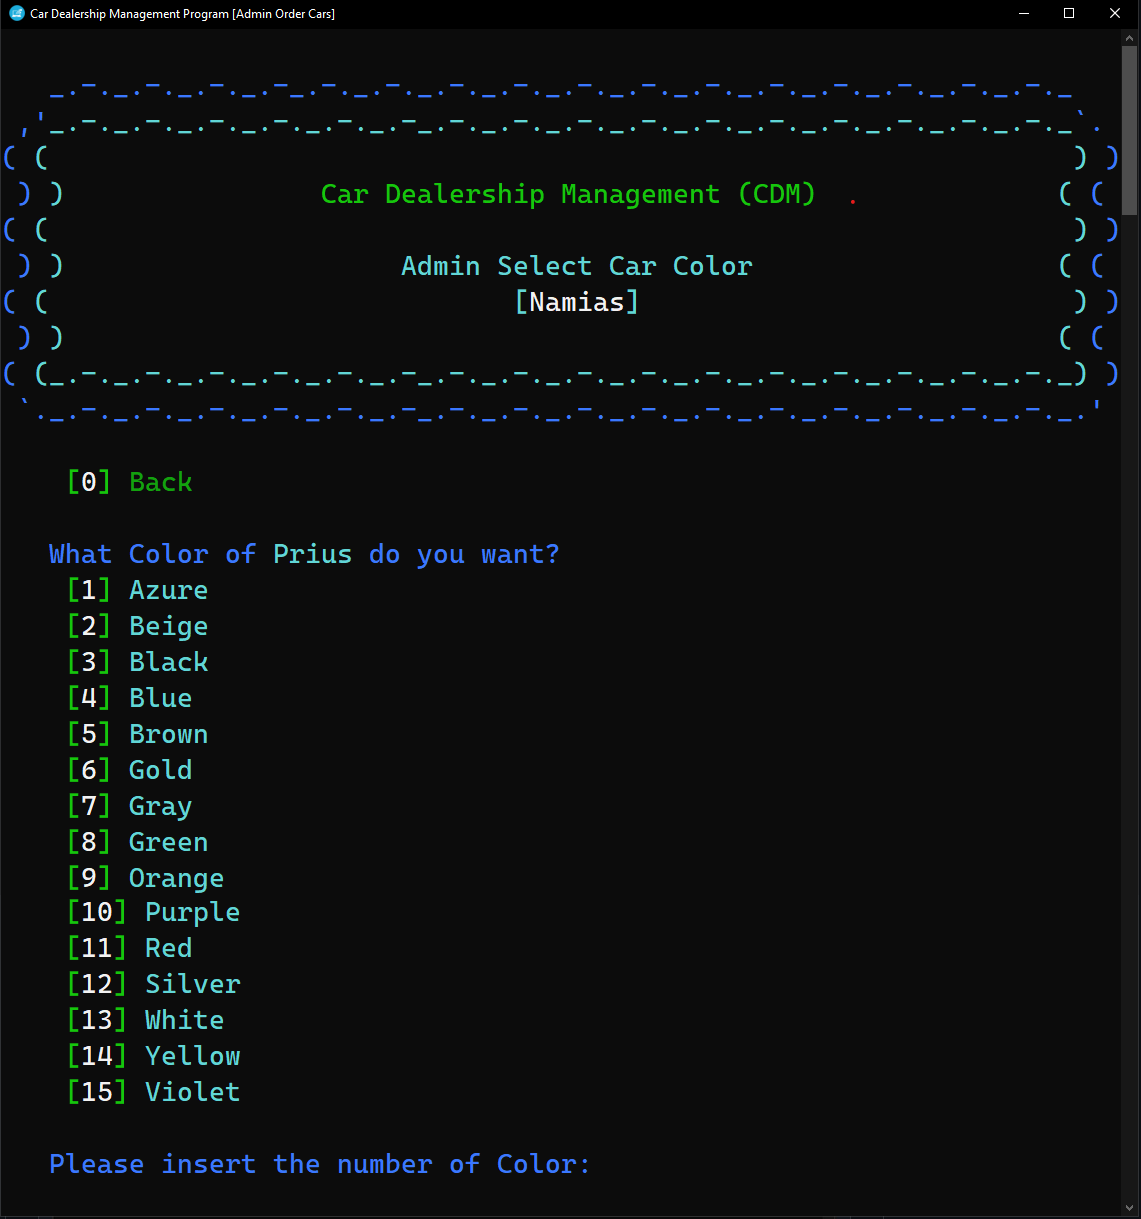 Car Dealership Management Program [Admin Order Cars]
Car Dealership Management (CDM) .
Admin Select Car Color
[Namias]
[0] Back
What Color of Prius do you want?
[1] Azure
[2] Beige
[3] Black
[4] Blue
[5] Brown
[6] Gold
[7] Gray
[8] Green
[9] Orange
[10] Purple
[11] Red
[12] Silver
[13] White
[14] Yellow
[15] Violet
Please insert the number of Color: